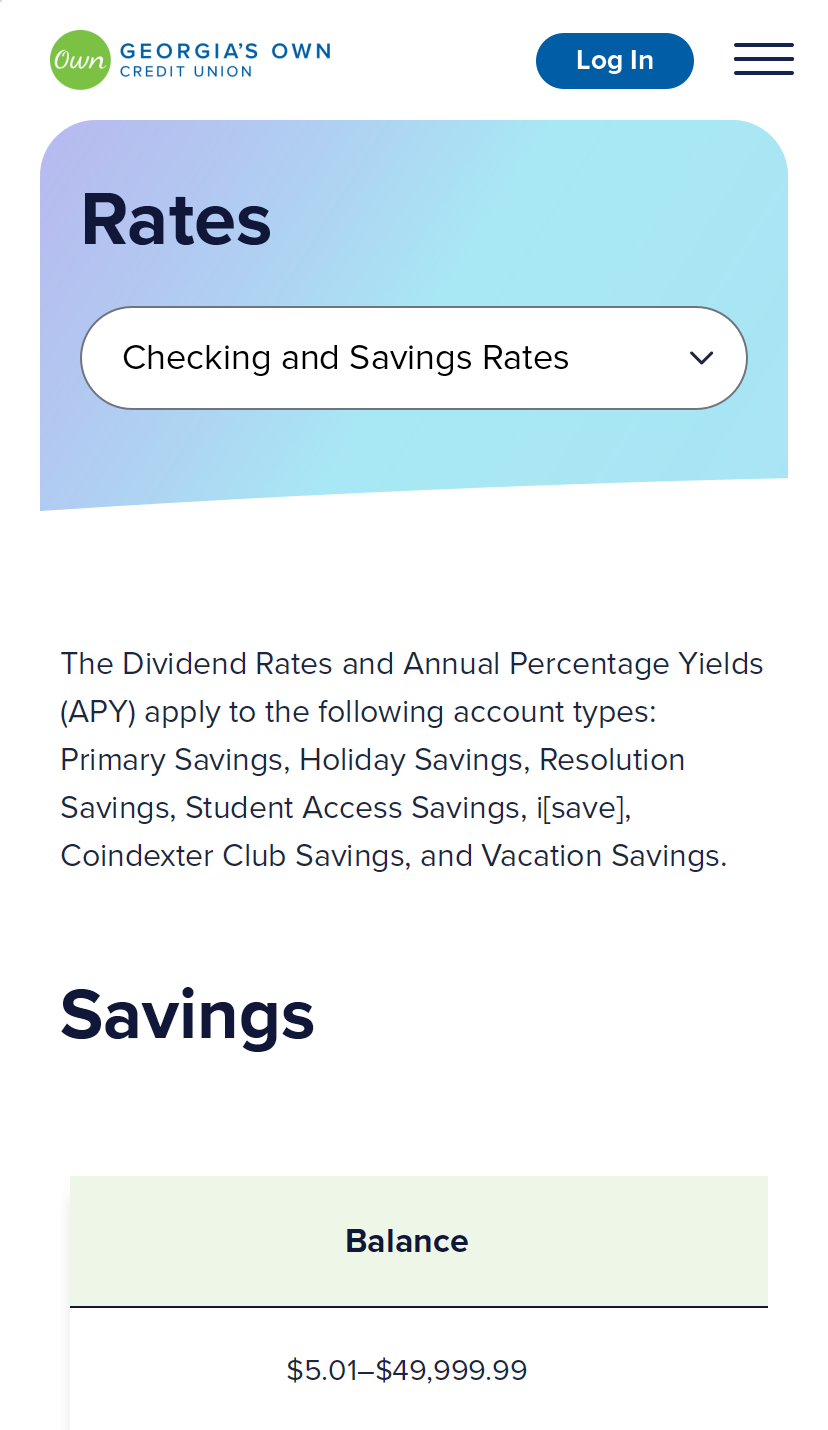 Own GEORGIA'S OWN
CREDIT UNION
Log In
Rates
Checking and Savings Rates
The Dividend Rates and Annual Percentage Yields
(APY) apply to the following account types:
Primary Savings, Holiday Savings, Resolution
Savings, Student Access Savings, i[save],
Coindexter Club Savings, and Vacation Savings.
Savings
Balance
$5.01–$49,999.99